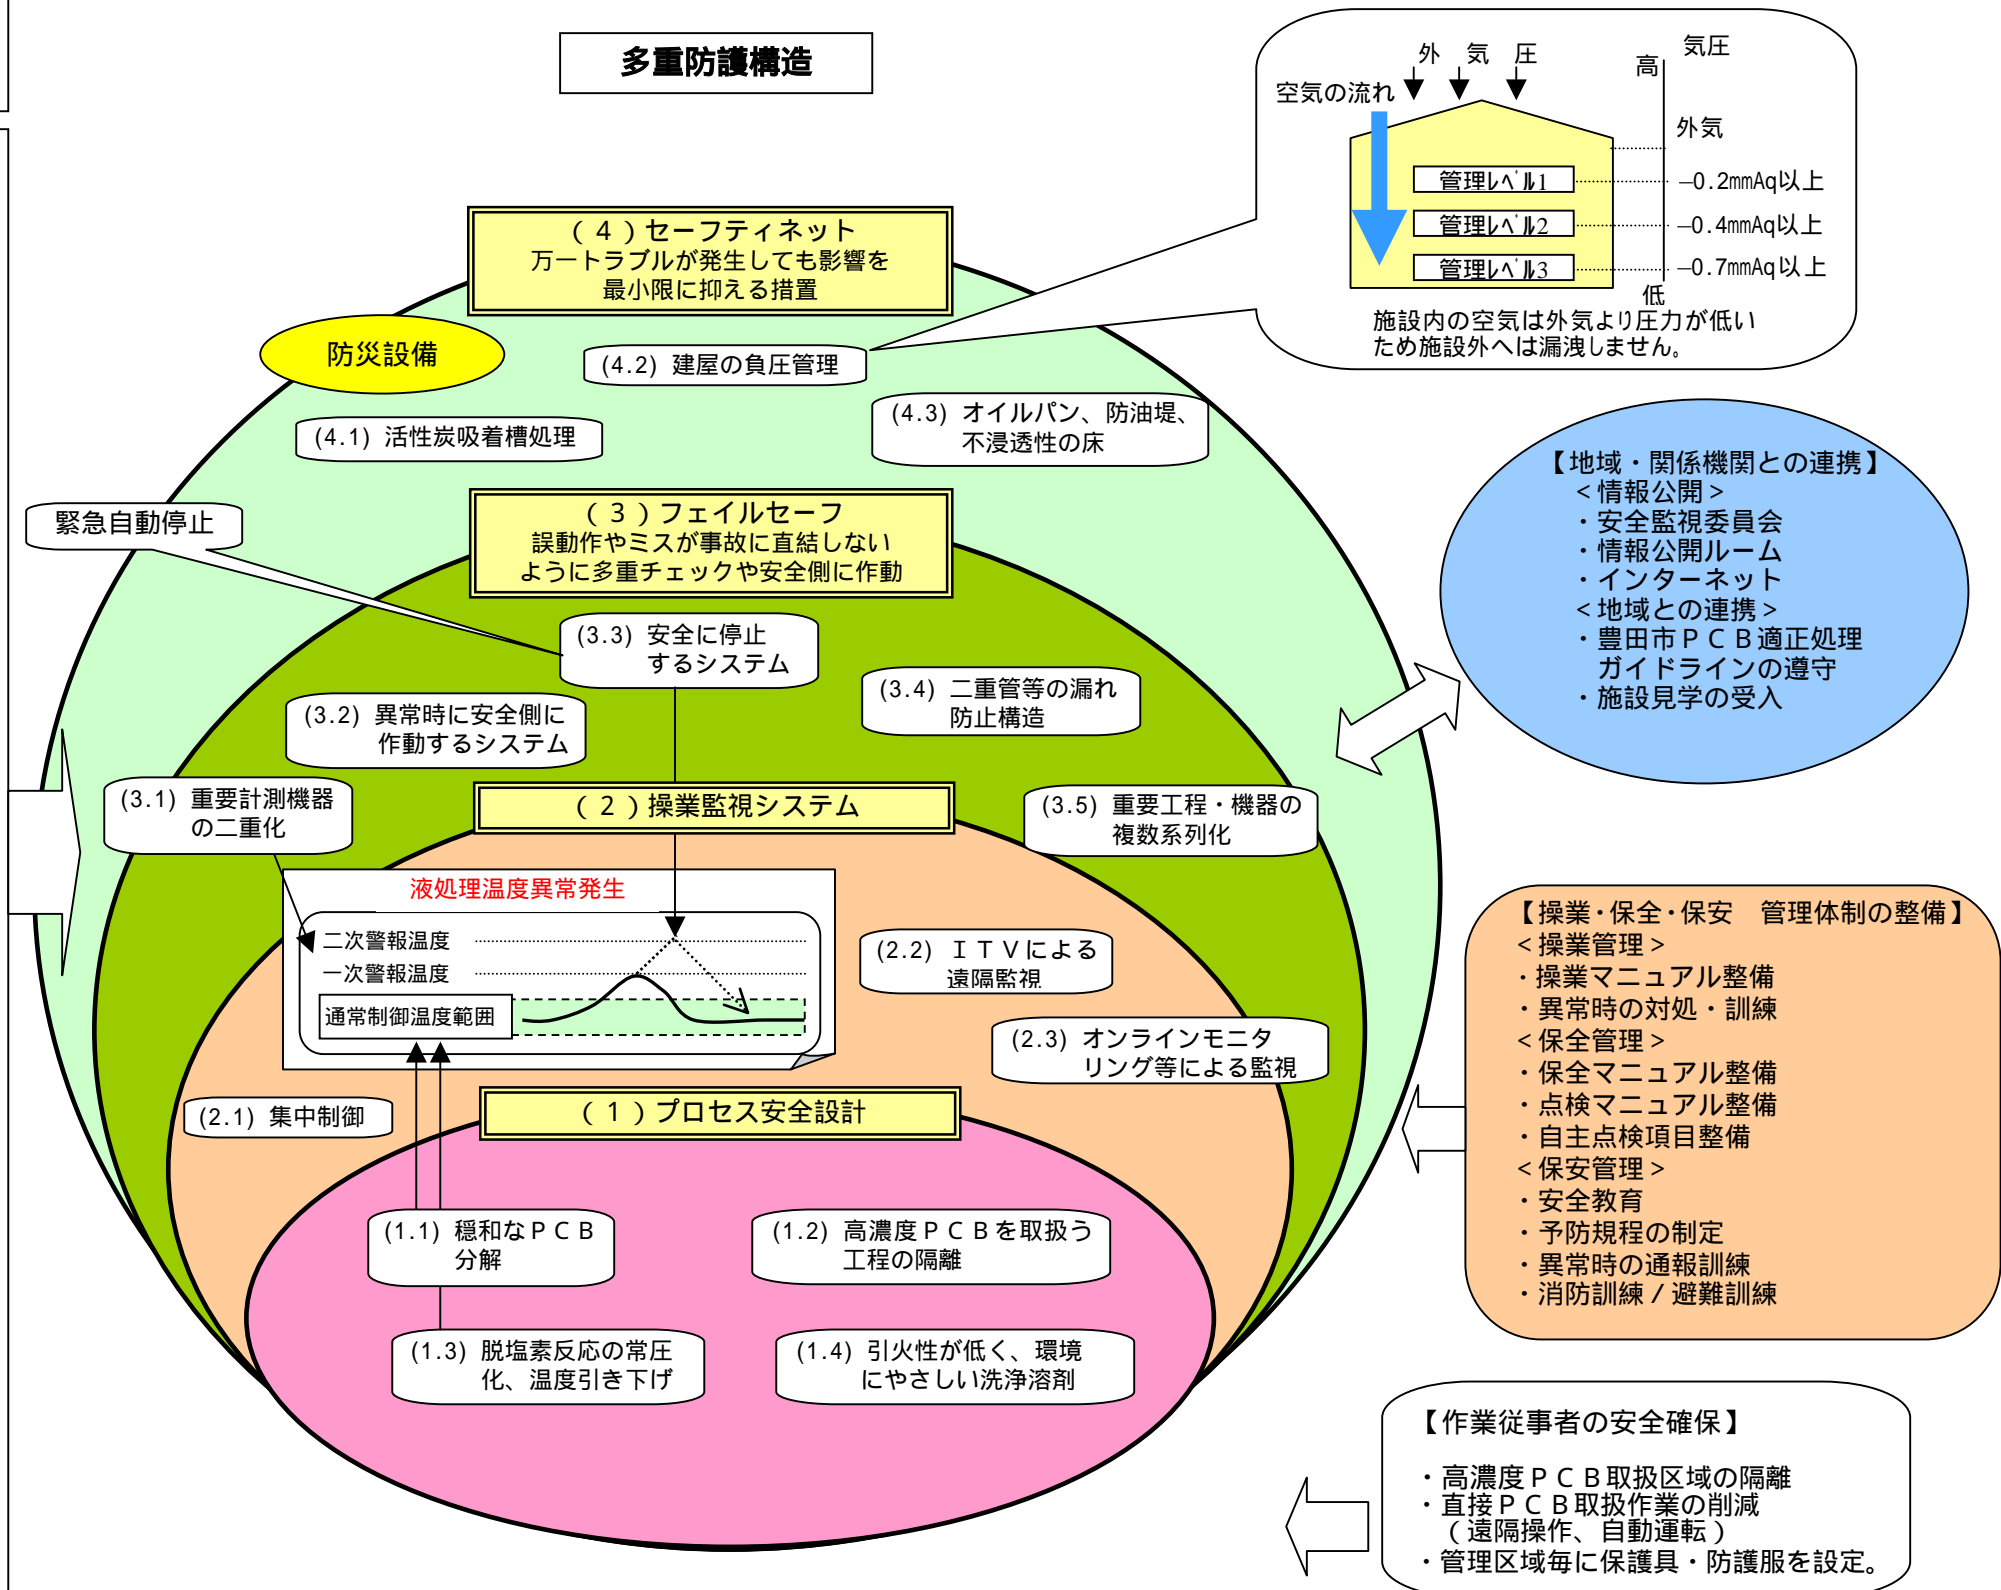 多重防護構造
外 気 圧
気圧
高
空気の流れ
外気
管理ﾚﾍﾞﾙ1
−0.2mmAq以上
管理ﾚﾍﾞﾙ2
−0.4mmAq以上
管理ﾚﾍﾞﾙ3
−0.7mmAq以上
低
施設内の空気は外気より圧力が低い
ため施設外へは漏洩しません。
(4)セーフティネット
万一トラブルが発生しても影響を
最小限に抑える措置
防災設備
(4.2) 建屋の負圧管理
(4.1) 活性炭吸着槽処理
(4.3) オイルパン、防油堤、
不浸透性の床
【地域・関係機関との連携】
<情報公開>
・安全監視委員会
・情報公開ルーム
・インターネット
<地域との連携>
・豊田市PCB適正処理
ガイドラインの遵守
・施設見学の受入
緊急自動停止
(3)フェイルセーフ
誤動作やミスが事故に直結しない
ように多重チェックや安全側に作動
(3.3) 安全に停止
するシステム
(3.4) 二重管等の漏れ
防止構造
(3.2) 異常時に安全側に
作動するシステム
(3.1) 重要計測機器
の二重化
(2)操業監視システム
(3.5) 重要工程・機器の
複数系列化
液処理温度異常発生
二次警報温度
一次警報温度
通常制御温度範囲
(2.2) ITVによる
遠隔監視
(2.3) オンラインモニタ
リング等による監視
(2.1) 集中制御
(1)プロセス安全設計
(1.1) 穏和なPCB
分解
(1.2) 高濃度PCBを取扱う
工程の隔離
(1.3) 脱塩素反応の常圧
化、温度引き下げ
(1.4) 引火性が低く、環境
にやさしい洗浄溶剤
【操業・保全・保安 管理体制の整備】
<操業管理>
・操業マニュアル整備
・異常時の対処・訓練
<保全管理>
・保全マニュアル整備
・点検マニュアル整備
・自主点検項目整備
<保安管理>
・安全教育
・予防規程の制定
・異常時の通報訓練
・消防訓練/避難訓練
【作業従事者の安全確保】
・高濃度PCB取扱区域の隔離
・直接PCB取扱作業の削減
(遠隔操作、自動運転)
・管理区域毎に保護具・防護服を設定。